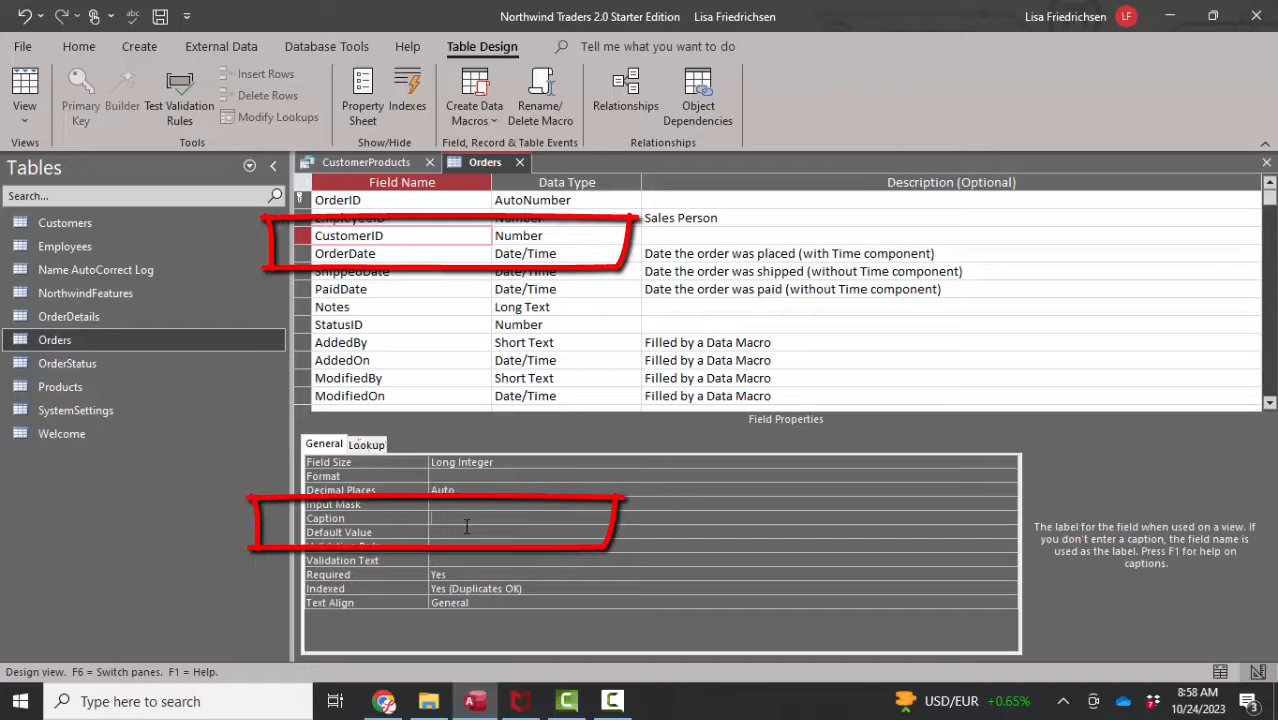 Northwind Traders 2.0 Starter Edition Lisa Friedrichsen Lisa Friedrichsen LF
File Home Create External Data Database Tools Help Table Design Tell me what you want to do
View Primary Key Builder Test Validation Rules Insert Rows Delete Rows Modify Lookups Property Sheet Indexes Create Data Macros Rename/ Delete Macro Relationships Object Dependencies
Views Tools Show/Hide Field, Record & Table Events Relationships
Tables
Search...
Customers
Employees
Name AutoCorrect Log
NorthwindFeatures
OrderDetails
Orders
OrderStatus
Products
SystemSettings
Welcome
CustomerProducts Orders
Field Name Data Type Description (Optional)
OrderID AutoNumber
EmployeeID Number Sales Person
CustomerID Number
OrderDate Date/Time Date the order was placed (with Time component)
ShippedDate Date/Time Date the order was shipped (without Time component)
PaidDate Date/Time Date the order was paid (without Time component)
Notes Long Text
StatusID Number
AddedBy Short Text Filled by a Data Macro
AddedOn Date/Time Filled by a Data Macro
ModifiedBy Short Text Filled by a Data Macro
ModifiedOn Date/Time Filled by a Data Macro
Field Properties
General Lookup
Field Size Long Integer
Format
Decimal Places Auto
Input Mask
Caption
Default Value
Validation Rule
Validation Text
Required Yes
Indexed Yes (Duplicates OK)
Text Align General
The label for the field when used on a view. If
you don't enter a caption, the field name is
used as the label. Press F1 for help on
captions.
Design view. F6 = Switch panes. F1 = Help.
Type here to search
USD/EUR +0.65%
8:58 AM
10/24/2023
3